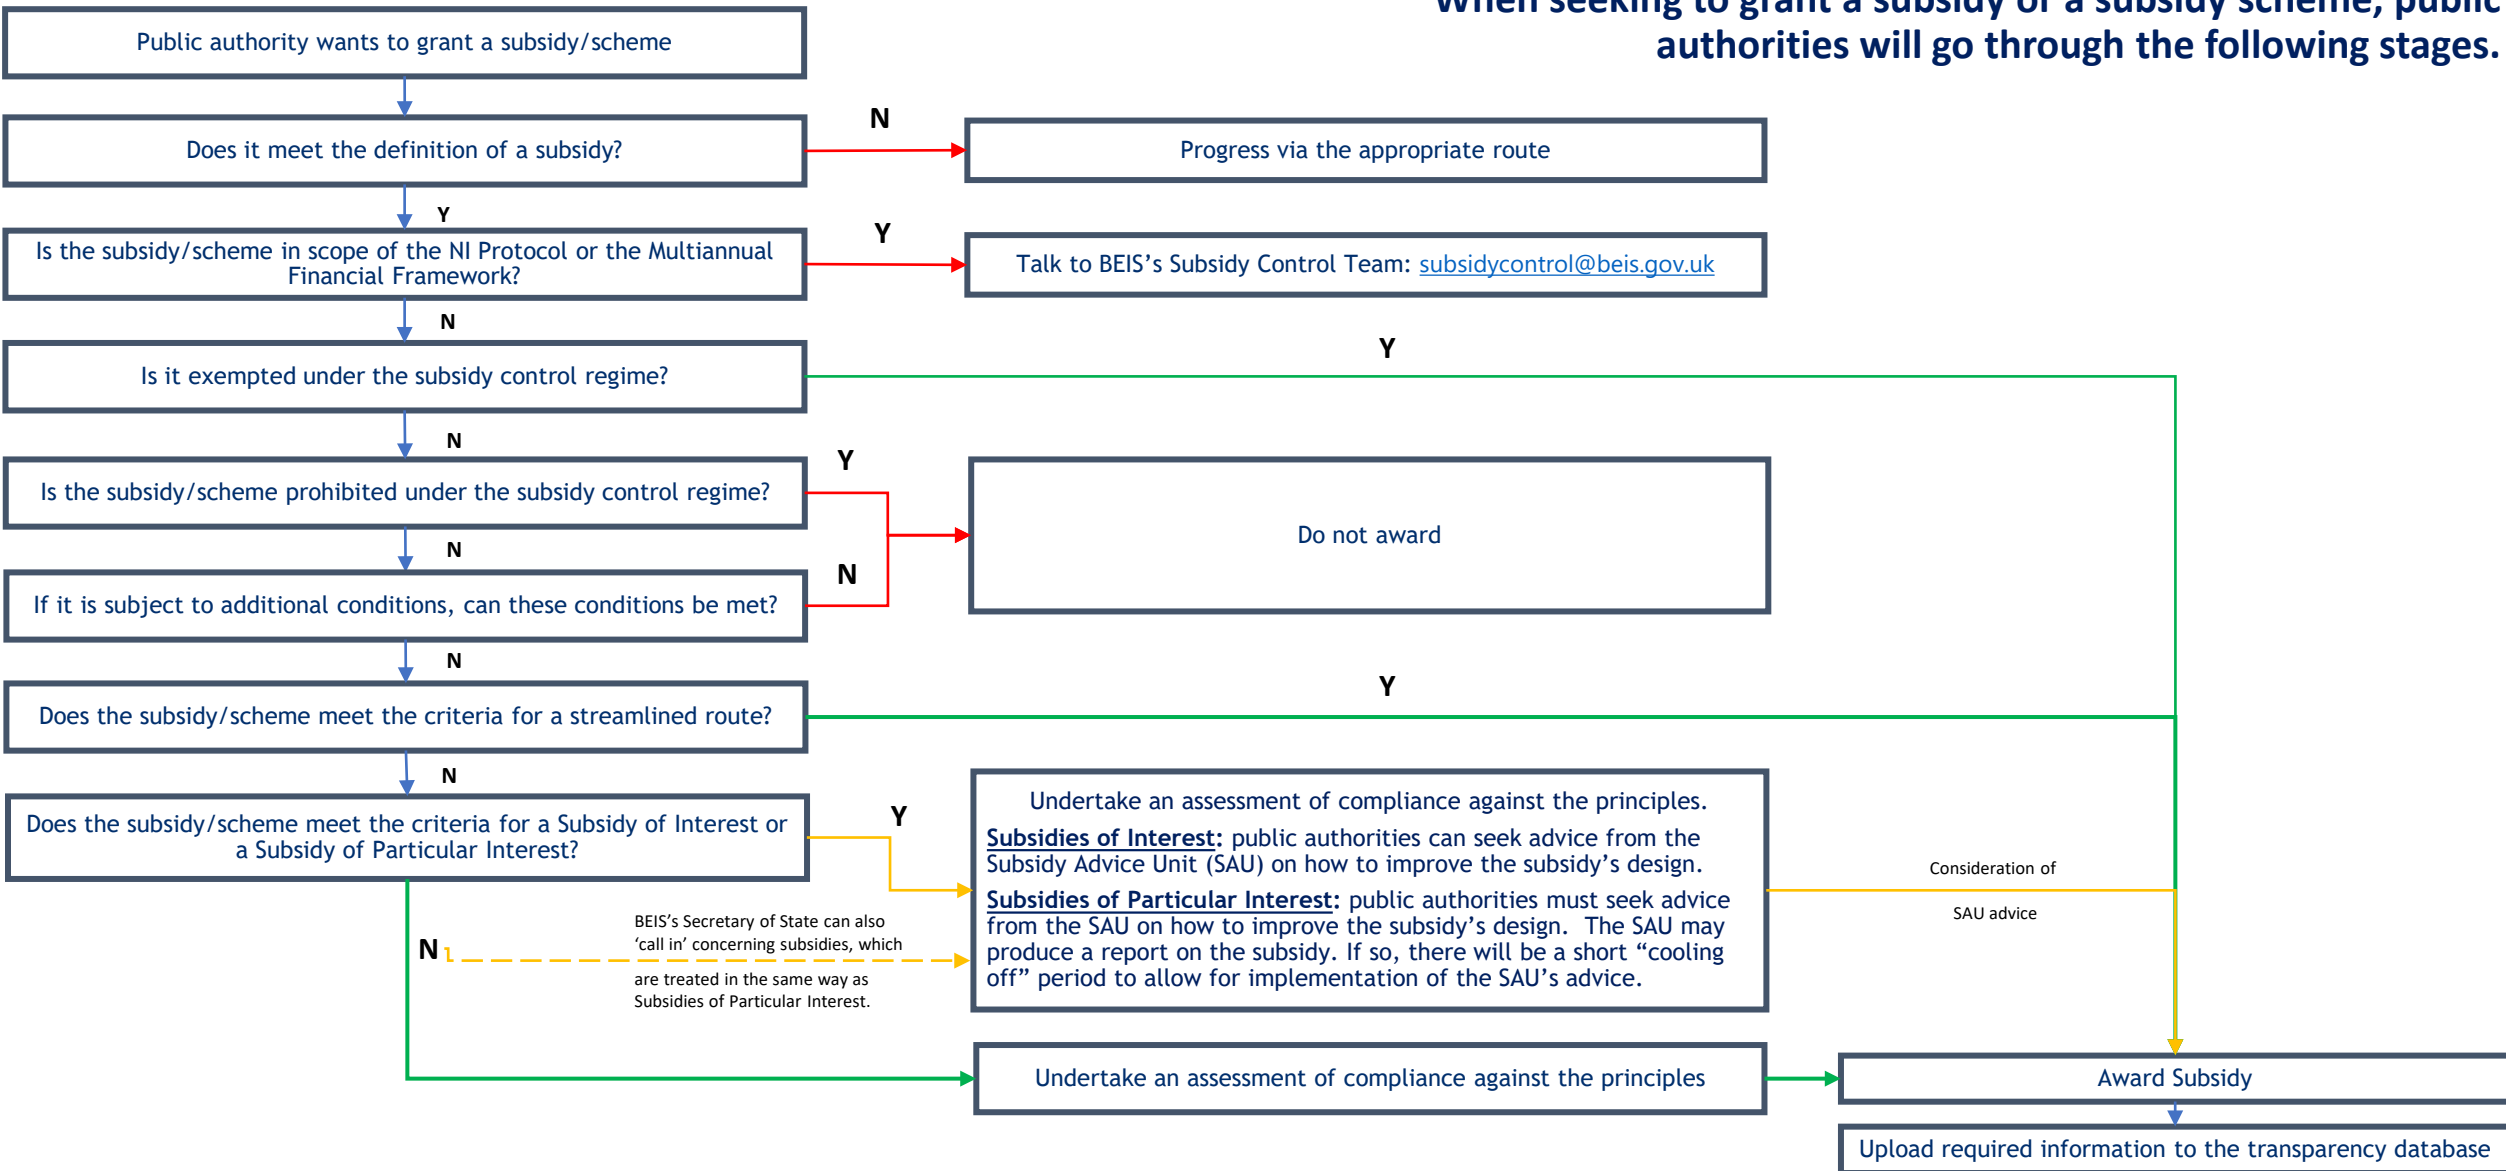 When seeking to grant a subsidy or a subsidy scheme, public
authorities will go through the following stages.
Public authority wants to grant a subsidy/scheme
Does it meet the definition of a subsidy?
N
Progress via the appropriate route
Y
Is the subsidy/scheme in scope of the NI Protocol or the Multiannual
Financial Framework?
Y
Talk to BEIS's Subsidy Control Team: subsidycontrol@beis.gov.uk
N
Is it exempted under the subsidy control regime?
Y
N
Is the subsidy/scheme prohibited under the subsidy control regime?
Y
Do not award
N
If it is subject to additional conditions, can these conditions be met?
N
N
Does the subsidy/scheme meet the criteria for a streamlined route?
Y
N
Does the subsidy/scheme meet the criteria for a Subsidy of Interest or
a Subsidy of Particular Interest?
Y
Undertake an assessment of compliance against the principles.
Subsidies of Interest: public authorities can seek advice from the
Subsidy Advice Unit (SAU) on how to improve the subsidy's design.
Subsidies of Particular Interest: public authorities must seek advice
from the SAU on how to improve the subsidy's design. The SAU may
produce a report on the subsidy. If so, there will be a short “cooling
off” period to allow for implementation of the SAU's advice.
Consideration of
SAU advice
N
BEIS's Secretary of State can also
‘call in’ concerning subsidies, which
are treated in the same way as
Subsidies of Particular Interest.
Undertake an assessment of compliance against the principles
Award Subsidy
Upload required information to the transparency database